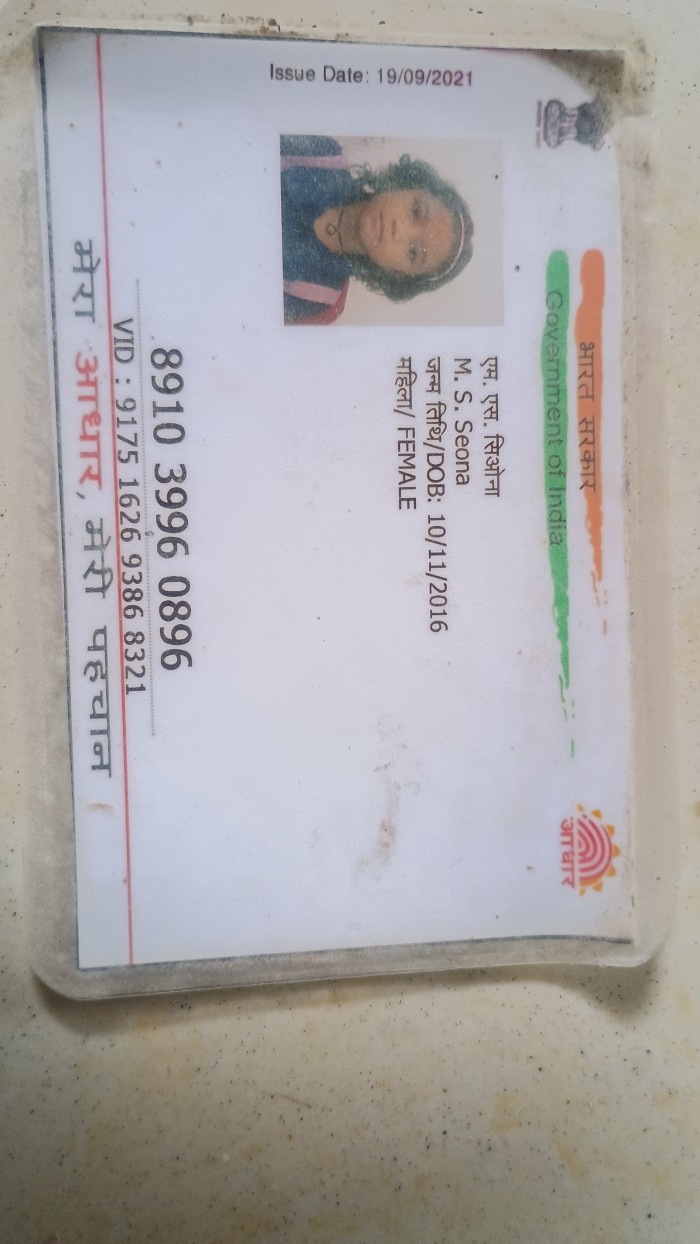 भारत सरकार
Government of India
Issue Date: 19/09/2021
एम. एस. सिओना
M. S. Seona
जन्म तिथि/DOB: 10/11/2016
महिला/ FEMALE
आधार
8910 3996 0896
VID : 9175 1626 9386 8321
मेरा आधार, मेरी पहचान